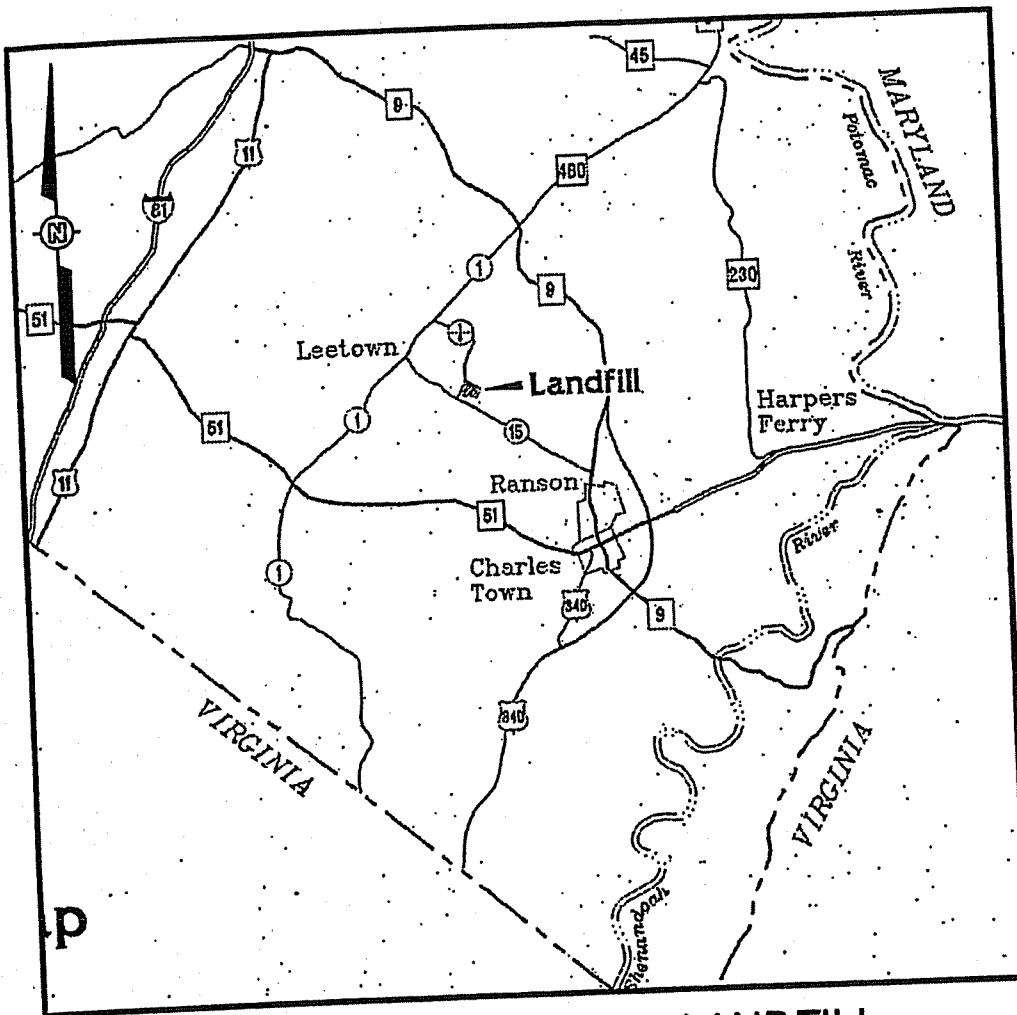 45
9
MARYLAND
Potomac
11
480
81
N
River
1
230
9
51
Leetown
Landfill
1
51
Harpers
Ferry
15
11
Ranson
51
River
Charles
Town
1
340
9
VIRGINIA
340
VIRGINIA
Shenandoah